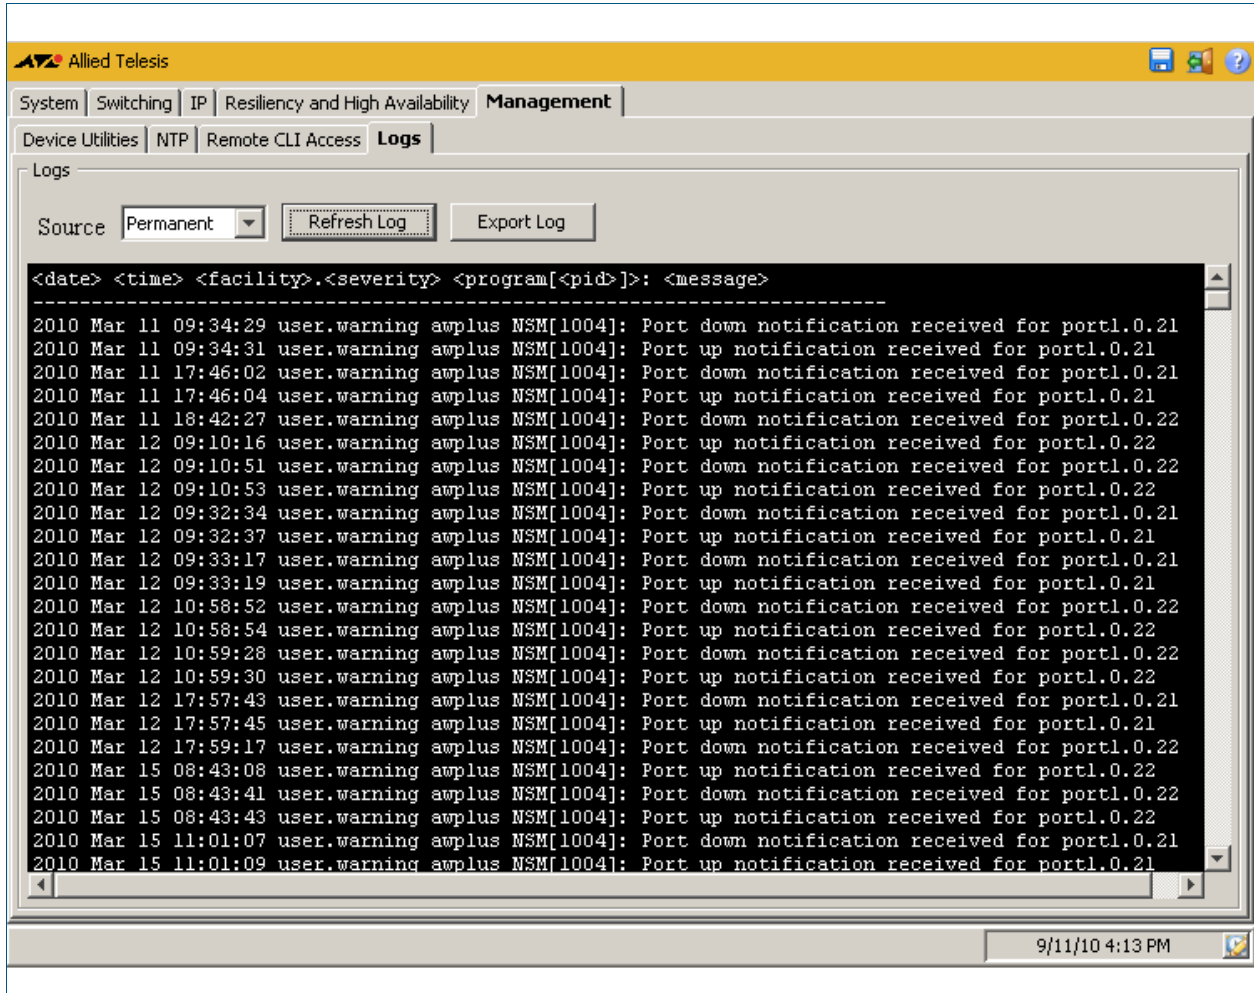 Allied Telesis
System Switching IP Resiliency and High Availability Management
Device Utilities NTP Remote CLI Access Logs
Logs
Source Permanent Refresh Log Export Log
<date> <time> <facility>.<severity> <program[<pid>]>: <message>
-------------------------------------------------------------------------
2010 Mar 11 09:34:29 user.warning awplus NSM[1004]: Port down notification received for port1.0.21
2010 Mar 11 09:34:31 user.warning awplus NSM[1004]: Port up notification received for port1.0.21
2010 Mar 11 17:46:02 user.warning awplus NSM[1004]: Port down notification received for port1.0.21
2010 Mar 11 17:46:04 user.warning awplus NSM[1004]: Port up notification received for port1.0.21
2010 Mar 11 18:42:27 user.warning awplus NSM[1004]: Port down notification received for port1.0.22
2010 Mar 12 09:10:16 user.warning awplus NSM[1004]: Port up notification received for port1.0.22
2010 Mar 12 09:10:51 user.warning awplus NSM[1004]: Port down notification received for port1.0.22
2010 Mar 12 09:10:53 user.warning awplus NSM[1004]: Port up notification received for port1.0.22
2010 Mar 12 09:32:34 user.warning awplus NSM[1004]: Port down notification received for port1.0.21
2010 Mar 12 09:32:37 user.warning awplus NSM[1004]: Port up notification received for port1.0.21
2010 Mar 12 09:33:17 user.warning awplus NSM[1004]: Port down notification received for port1.0.21
2010 Mar 12 09:33:19 user.warning awplus NSM[1004]: Port up notification received for port1.0.21
2010 Mar 12 10:58:52 user.warning awplus NSM[1004]: Port down notification received for port1.0.22
2010 Mar 12 10:58:54 user.warning awplus NSM[1004]: Port up notification received for port1.0.22
2010 Mar 12 10:59:28 user.warning awplus NSM[1004]: Port down notification received for port1.0.22
2010 Mar 12 10:59:30 user.warning awplus NSM[1004]: Port up notification received for port1.0.22
2010 Mar 12 17:57:43 user.warning awplus NSM[1004]: Port down notification received for port1.0.21
2010 Mar 12 17:57:45 user.warning awplus NSM[1004]: Port up notification received for port1.0.21
2010 Mar 12 17:59:17 user.warning awplus NSM[1004]: Port down notification received for port1.0.22
2010 Mar 15 08:43:08 user.warning awplus NSM[1004]: Port up notification received for port1.0.22
2010 Mar 15 08:43:41 user.warning awplus NSM[1004]: Port down notification received for port1.0.22
2010 Mar 15 08:43:43 user.warning awplus NSM[1004]: Port up notification received for port1.0.22
2010 Mar 15 11:01:07 user.warning awplus NSM[1004]: Port down notification received for port1.0.21
2010 Mar 15 11:01:09 user.warning awplus NSM[1004]: Port up notification received for port1.0.21
9/11/10 4:13 PM